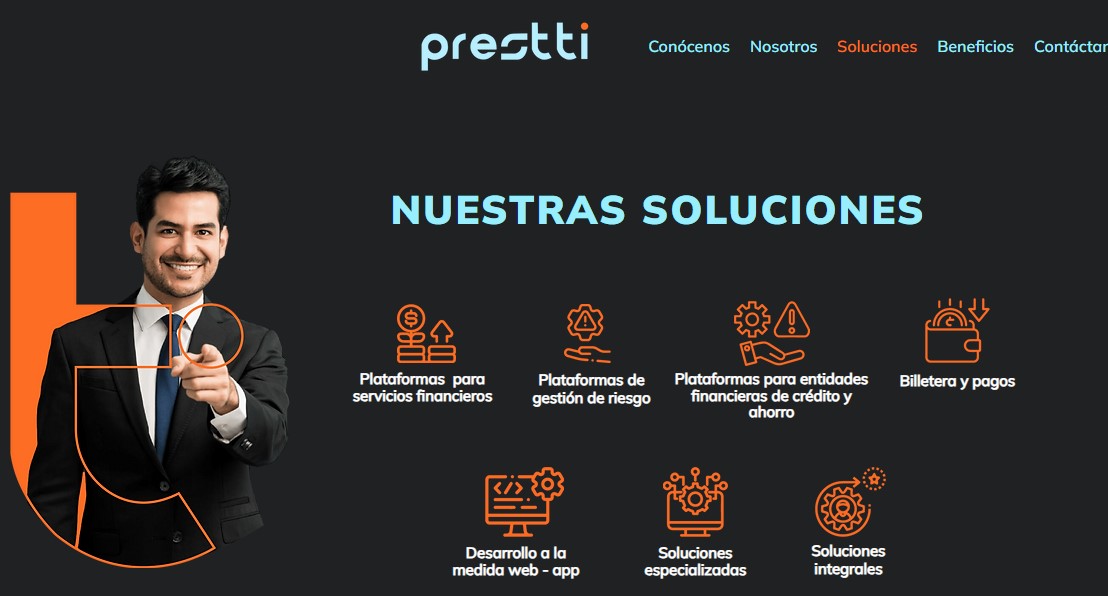 prestti
Conócenos Nosotros Soluciones Beneficios Contáctar
NUESTRAS SOLUCIONES
Plataformas para
servicios financieros
Plataformas de
gestión de riesgo
Plataformas para entidades
financieras de crédito y
ahorro
Billetera y pagos
Desarrollo a la
medida web - app
Soluciones
especializadas
Soluciones
integrales